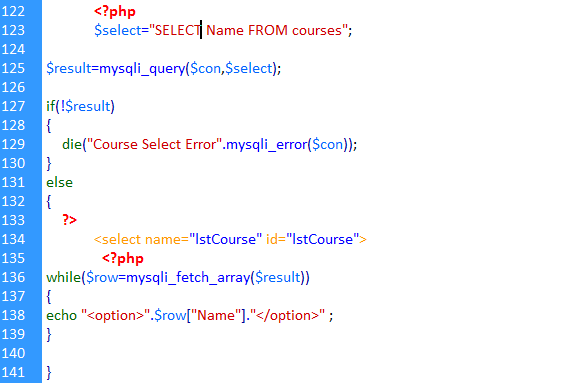 122 <?php
123 $select="SELECT Name FROM courses";
124
125 $result=mysqli_query($con,$select);
126
127 if(!$result)
128 {
129 die("Course Select Error".mysqli_error($con));
130 }
131 else
132 {
133 ?>
134 <select name="lstCourse" id="lstCourse">
135 <?php
136 while($row=mysqli_fetch_array($result))
137 {
138 echo "<option>".$row["Name"]."</option>" ;
139 }
140
141 }